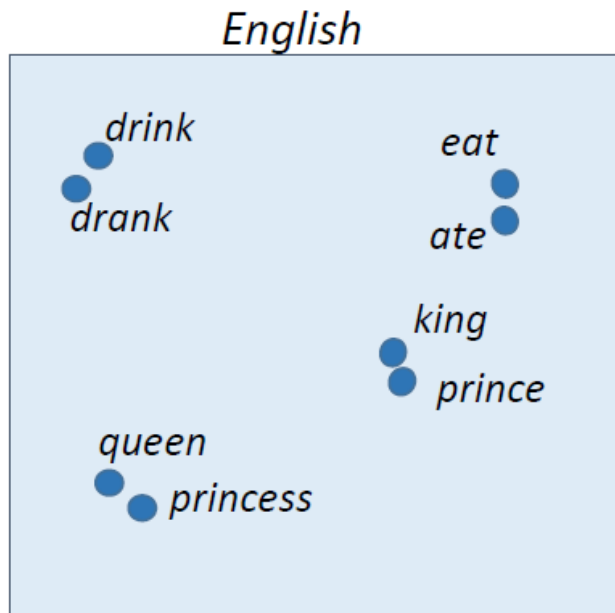 English
drink
eat
drank
ate
king
prince
queen
princess